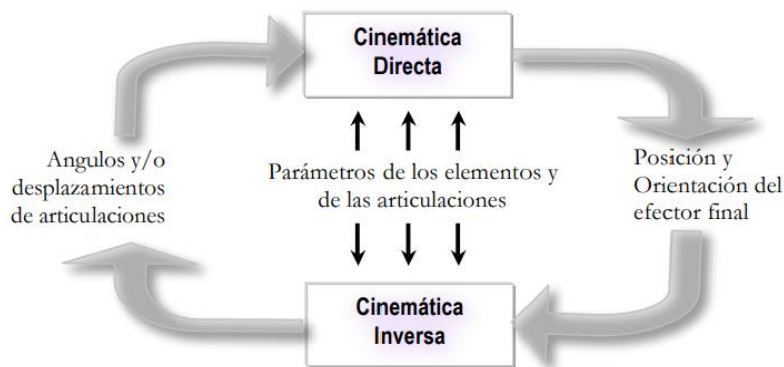 Cinemática
Directa
Angulos y/o
desplazamientos
de articulaciones
Parámetros de los elementos y
de las articulaciones
Posición y
Orientación del
efector final
Cinemática
Inversa